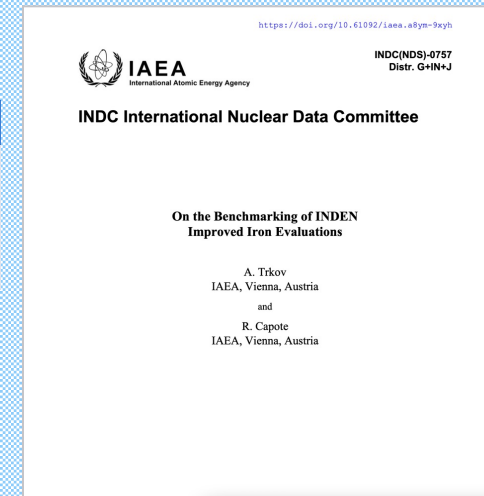 https://doi.org/10.61092/iaea.a8ym-9xyh
INDC(NDS)-0757
Distr. G+IN+J
IAEA
International Atomic Energy Agency
INDC International Nuclear Data Committee
On the Benchmarking of INDEN
Improved Iron Evaluations
A. Trkov
IAEA, Vienna, Austria
and
R. Capote
IAEA, Vienna, Austria